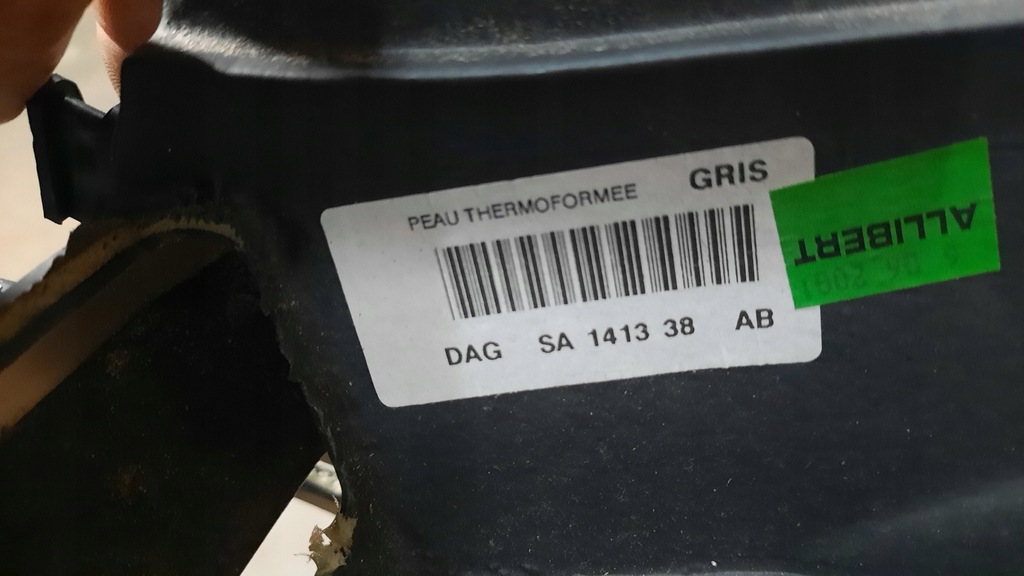 PEAU THERMOFORMEE GRIS
DAG SA 1413 38 AB
ALLIBERT